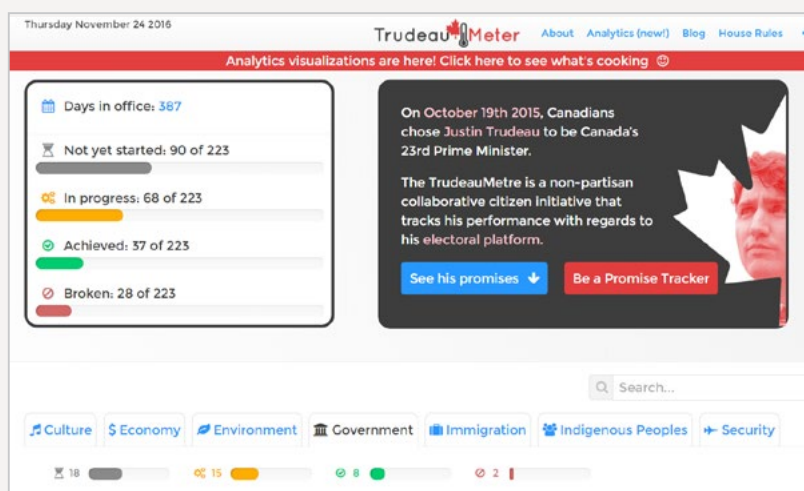 Thursday November 24 2016
TrudeauMeter
About Analytics (new!) Blog House Rules
Analytics visualizations are here! Click here to see what's cooking
Days in office: 387
Not yet started: 90 of 223
In progress: 68 of 223
Achieved: 37 of 223
Broken: 28 of 223
On October 19th 2015, Canadians
chose Justin Trudeau to be Canada's
23rd Prime Minister.
The TrudeauMetre is a non-partisan
collaborative citizen initiative that
tracks his performance with regards to
his electoral platform.
See his promises
Be a Promise Tracker
Search...
Culture $ Economy Environment Government Immigration Indigenous Peoples Security
18 15 8 2